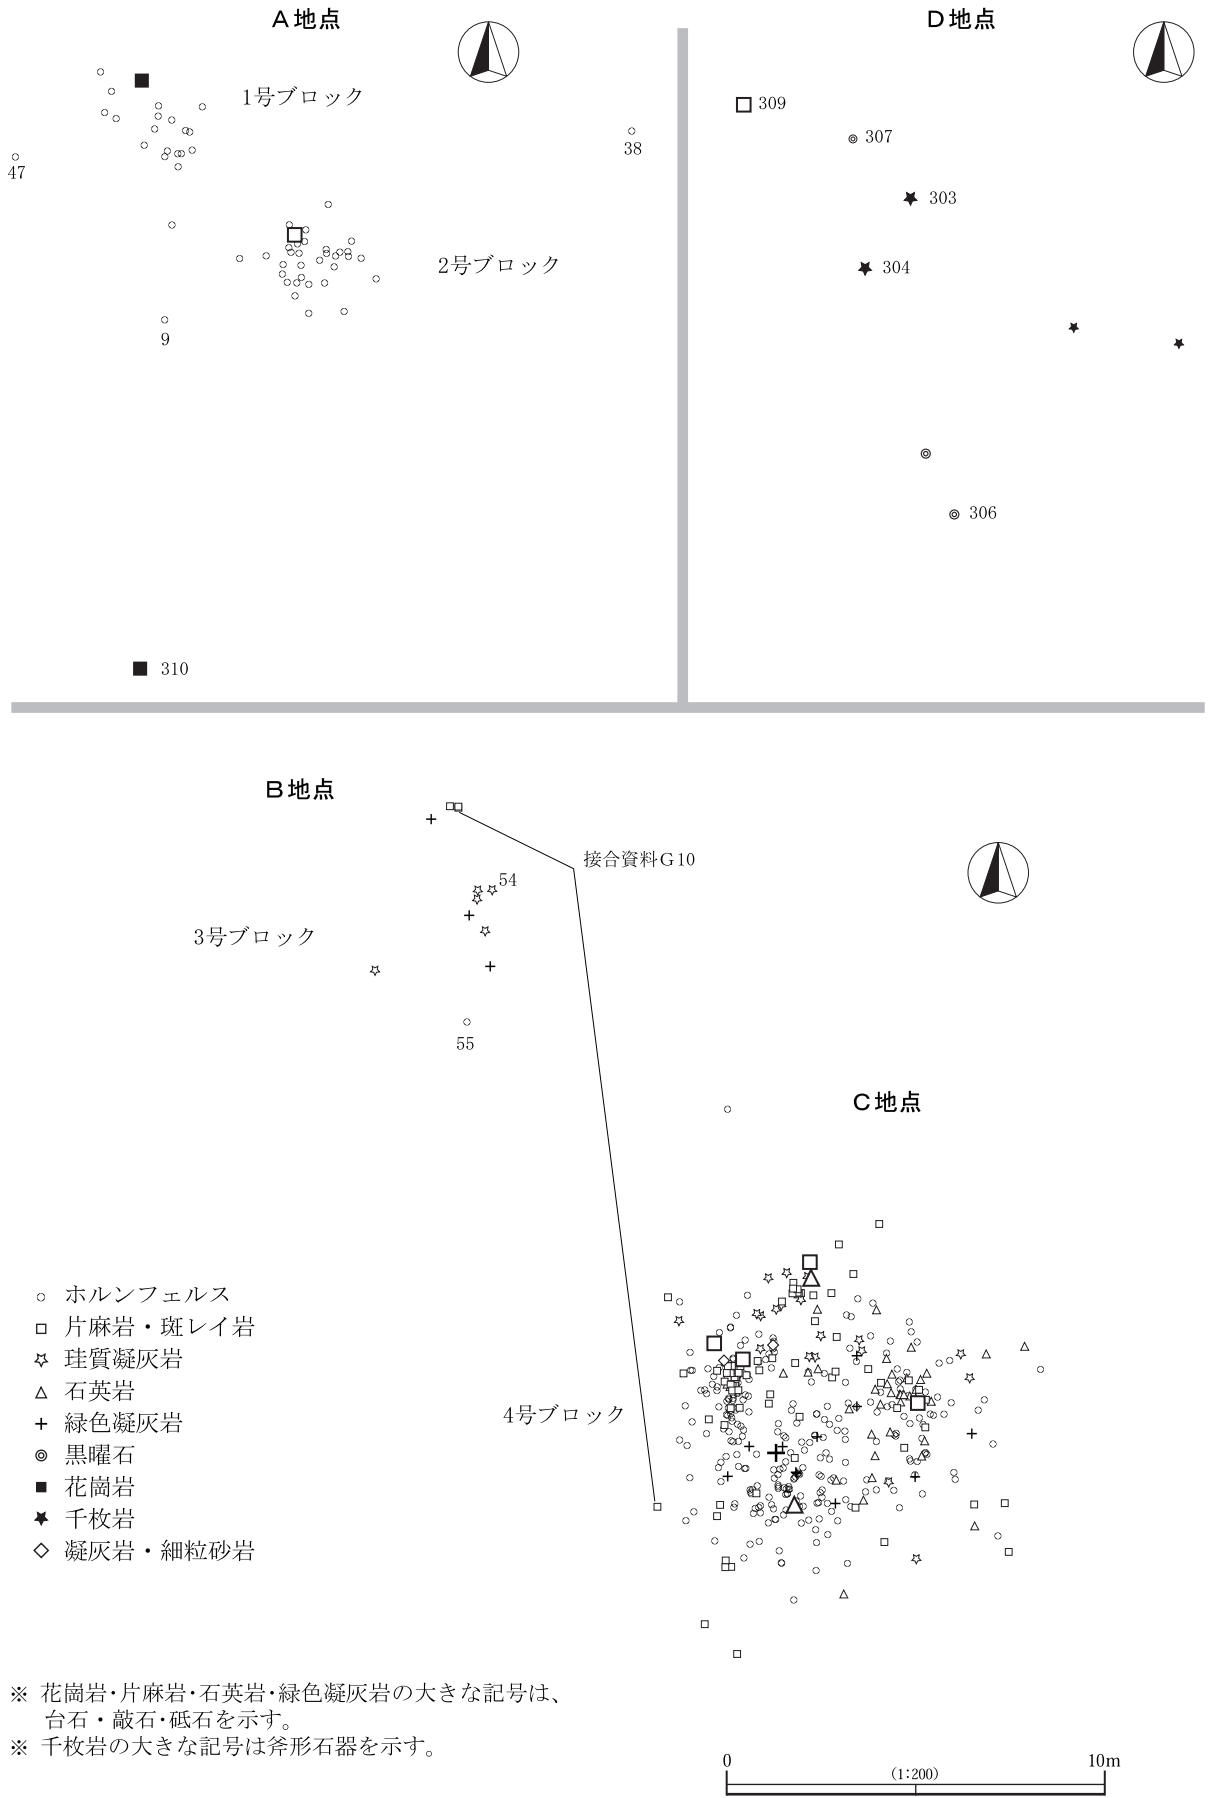 A地点
1号ブロック
47
38
2号ブロック
9
310
D地点
309
307
303
304
306
B地点
接合資料G10
54
3号ブロック
55
C地点
4号ブロック
ホルンフェルス
片麻岩・斑レイ岩
珪質凝灰岩
石英岩
緑色凝灰岩
黒曜石
花崗岩
千枚岩
凝灰岩・細粒砂岩
※ 花崗岩・片麻岩・石英岩・緑色凝灰岩の大きな記号は、
台石・敲石・砥石を示す。
※ 千枚岩の大きな記号は斧形石器を示す。
0 10m
(1:200)